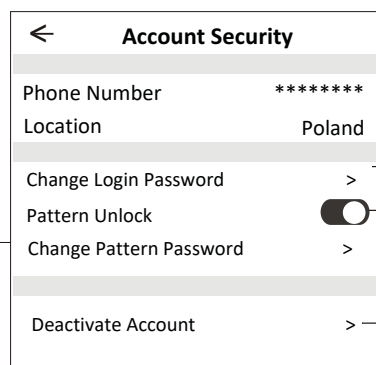 Account Security
Phone Number ********
Location Poland
Change Login Password >
Pattern Unlock
Change Pattern Password >
Deactivate Account >